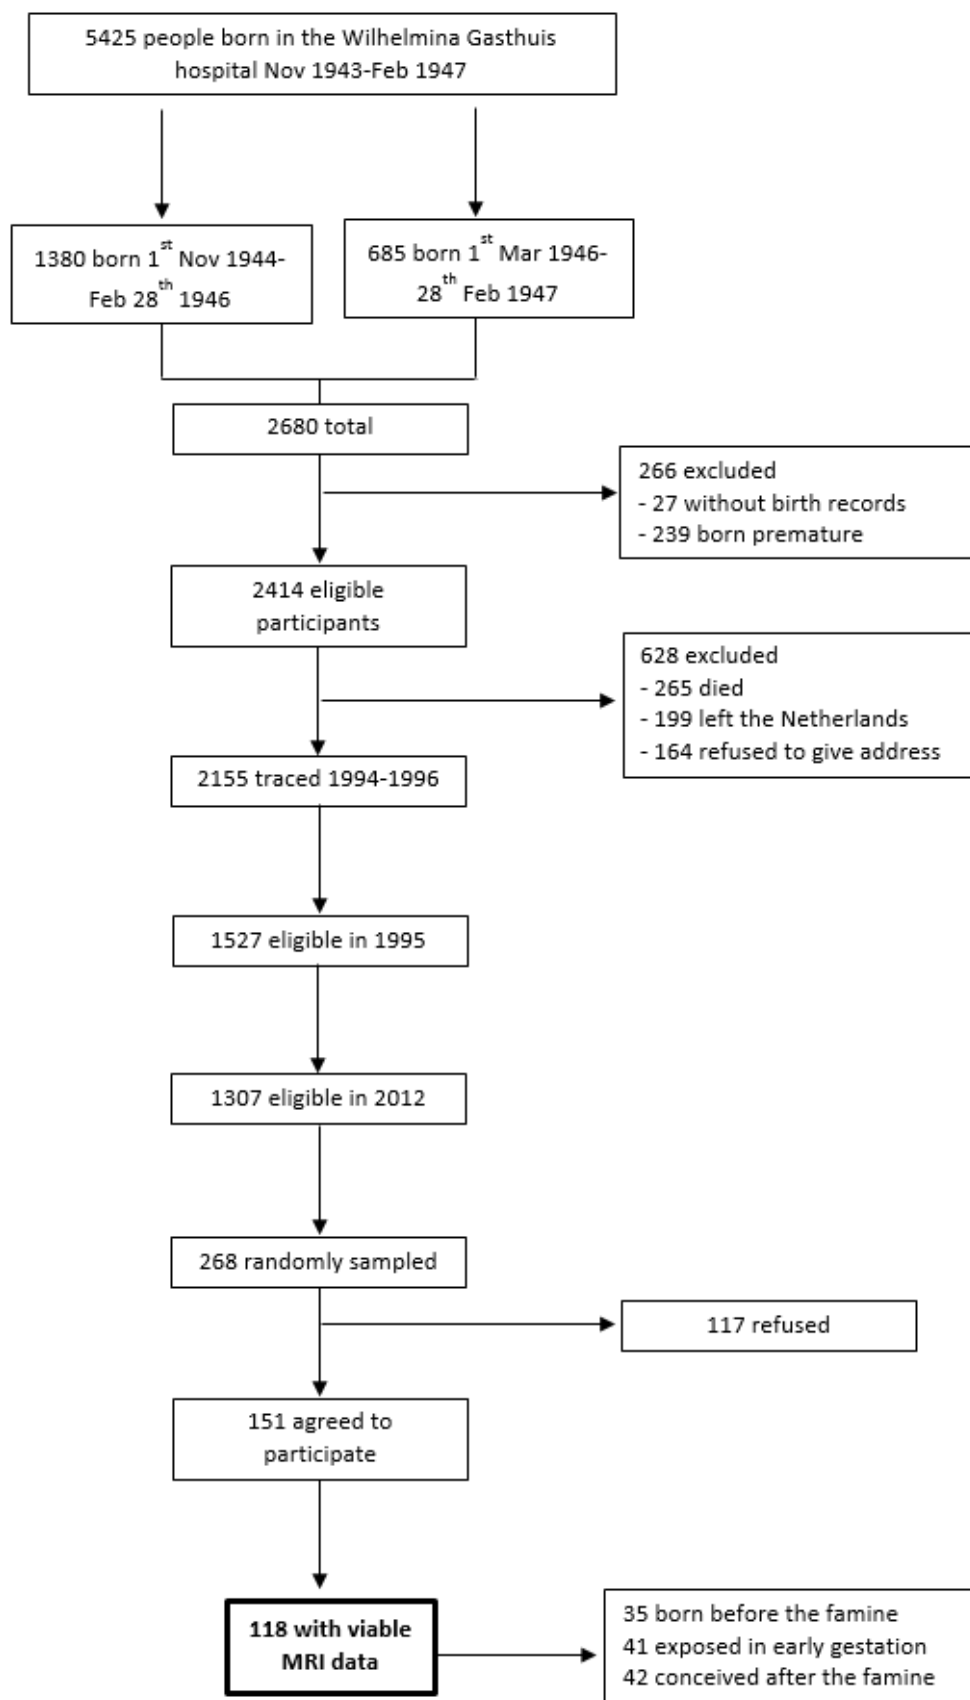 5425 people born in the Wilhelmina Gasthuis
hospital Nov 1943-Feb 1947
1380 born 1st Nov 1944-
Feb 28th 1946
685 born 1st Mar 1946-
28th Feb 1947
2680 total
266 excluded
- 27 without birth records
- 239 born premature
2414 eligible
participants
628 excluded
- 265 died
- 199 left the Netherlands
- 164 refused to give address
2155 traced 1994-1996
1527 eligible in 1995
1307 eligible in 2012
268 randomly sampled
117 refused
151 agreed to
participate
118 with viable
MRI data
35 born before the famine
41 exposed in early gestation
42 conceived after the famine